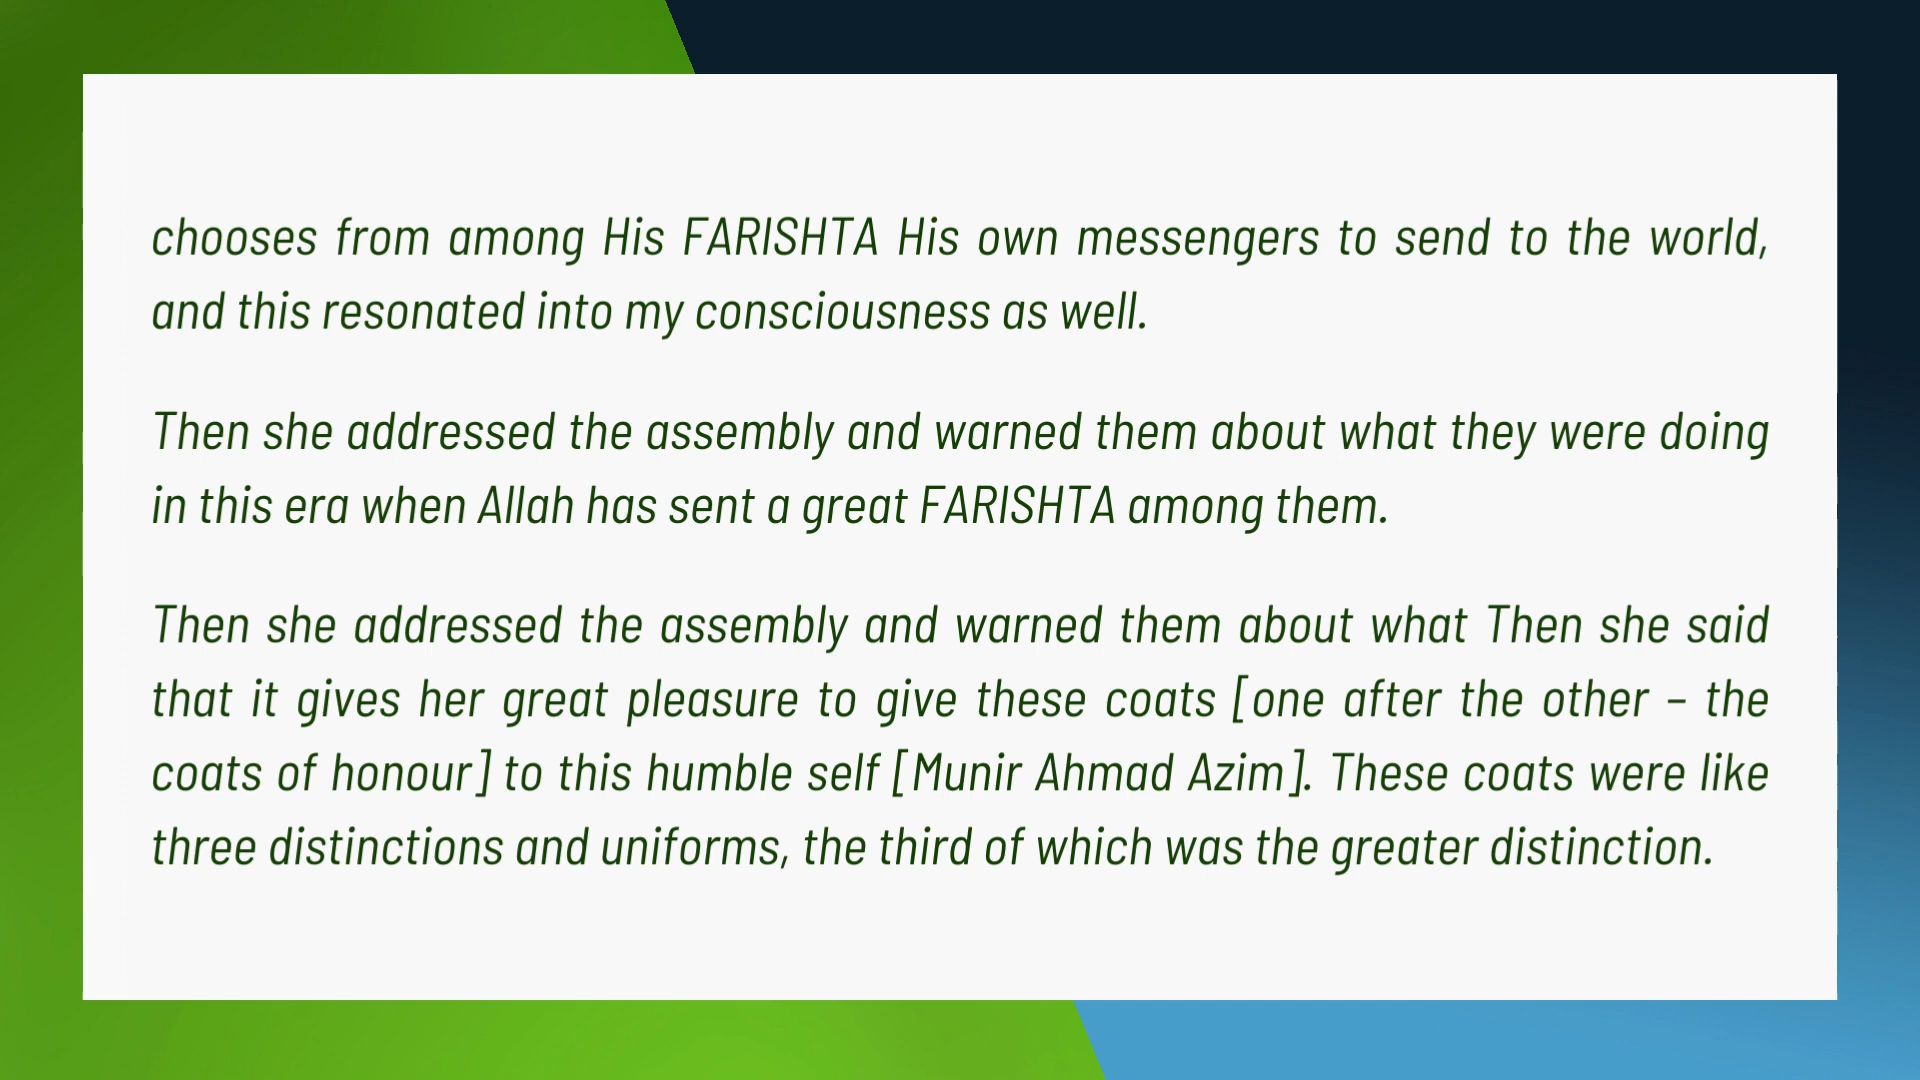 chooses from among His FARISHTA His own messengers to send to the world,
and this resonated into my consciousness as well.
Then she addressed the assembly and warned them about what they were doing
in this era when Allah has sent a great FARISHTA among them.
Then she addressed the assembly and warned them about what Then she said
that it gives her great pleasure to give these coats [one after the other – the
coats of honour] to this humble self [Munir Ahmad Azim]. These coats were like
three distinctions and uniforms, the third of which was the greater distinction.